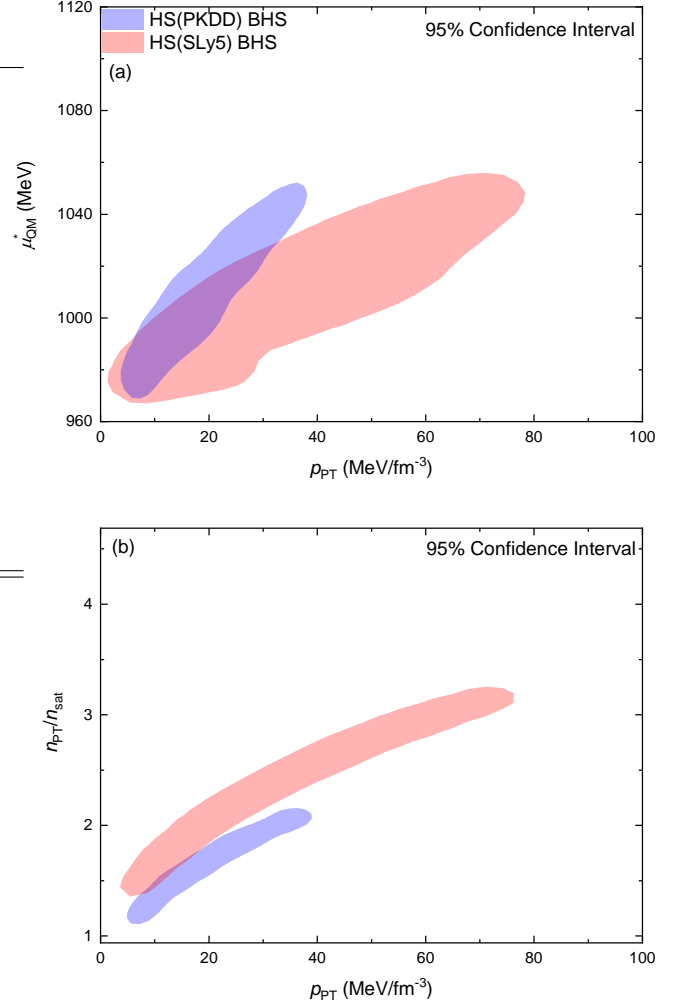 1120
HS(PKDD) BHS
95% Confidence Interval
HS(SLy5) BHS
(a)
1080
μ*QM (MeV)
1040
1000
960
0 20 40 60 80 100
pPT (MeV/fm-3)
(b)
95% Confidence Interval
4
3
nPT/nsat
2
1
0 20 40 60 80 100
pPT (MeV/fm-3)